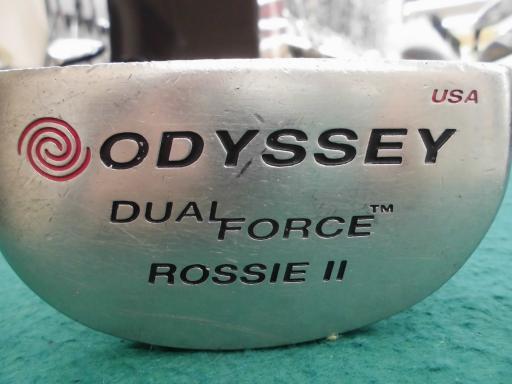 USA
ODYSSEY
DUAL FORCE™
ROSSIE II